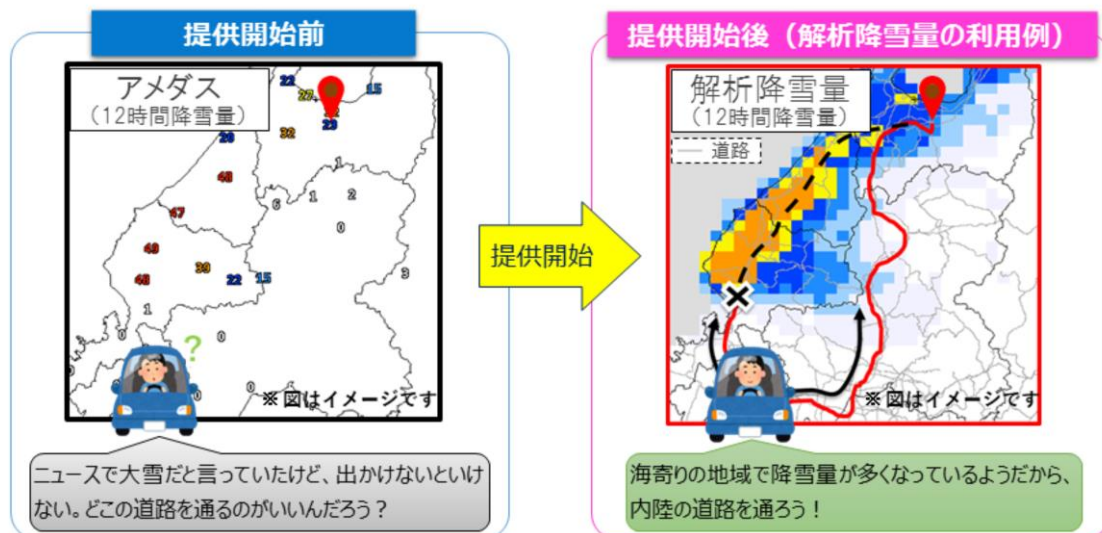 提供開始前
アメダス
(12時間降雪量)
22
27
15
29
32
20
48
1
6
1
2
47
0
49
39
3
48
22
15
1
0
0
?
0
0
※図はイメージです
ニュースで大雪だと言っていたけど、出かけないといけ
ない。どこの道路を通るのがいいんだろう？
提供開始
提供開始後（解析降雪量の利用例）
解析降雪量
(12時間降雪量)
道路
※図はイメージです
海寄りの地域で降雪量が多くなっているようだから、
内陸の道路を通ろう！